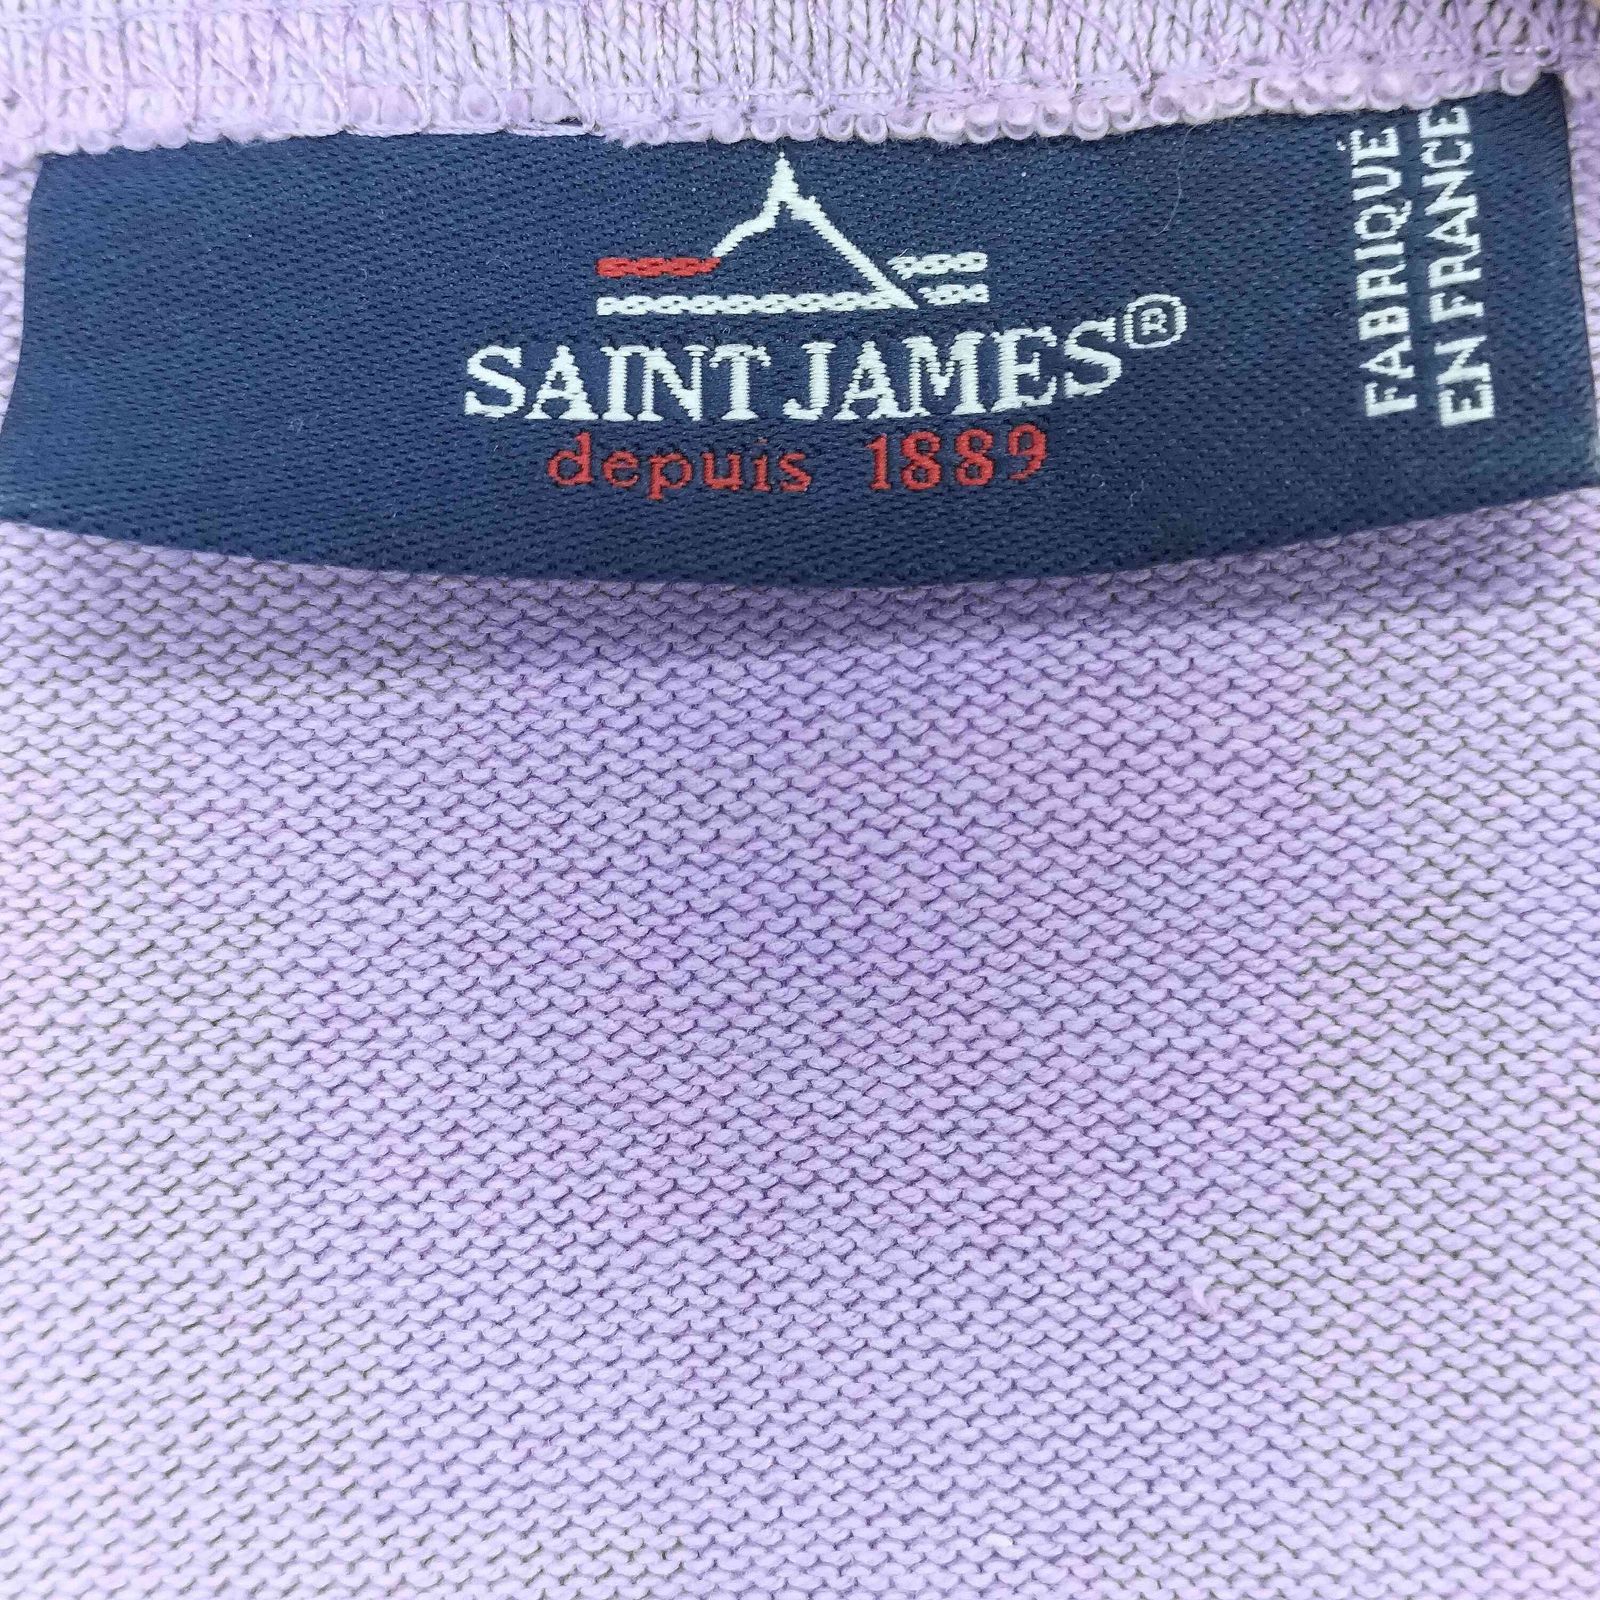 SAINT JAMES®
depuis 1889
FABRIQUÉ
EN FRANCE